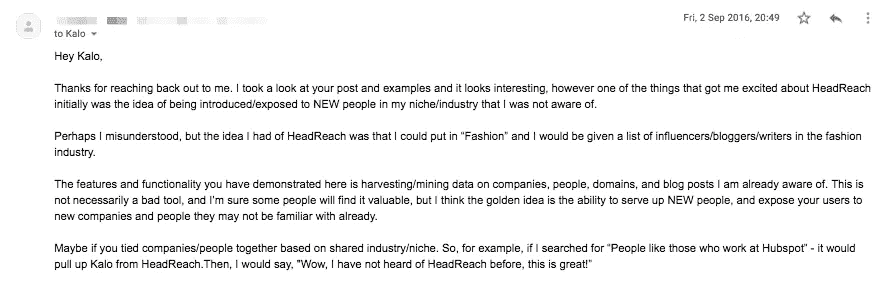 Fri, 2 Sep 2016, 20:49
to Kalo
Hey Kalo,
Thanks for reaching back out to me. I took a look at your post and examples and it looks interesting, however one of the things that got me excited about HeadReach
initially was the idea of being introduced/exposed to NEW people in my niche/industry that I was not aware of.
Perhaps I misunderstood, but the idea I had of HeadReach was that I could put in "Fashion" and I would be given a list of influencers/bloggers/writers in the fashion
industry.
The features and functionality you have demonstrated here is harvesting/mining data on companies, people, domains, and blog posts I am already aware of. This is
not necessarily a bad tool, and I'm sure some people will find it valuable, but I think the golden idea is the ability to serve up NEW people, and expose your users to
new companies and people they may not be familiar with already.
Maybe if you tied companies/people together based on shared industry/niche. So, for example, if I searched for "People like those who work at Hubspot" - it would
pull up Kalo from HeadReach.Then, I would say, "Wow, I have not heard of HeadReach before, this is great!"